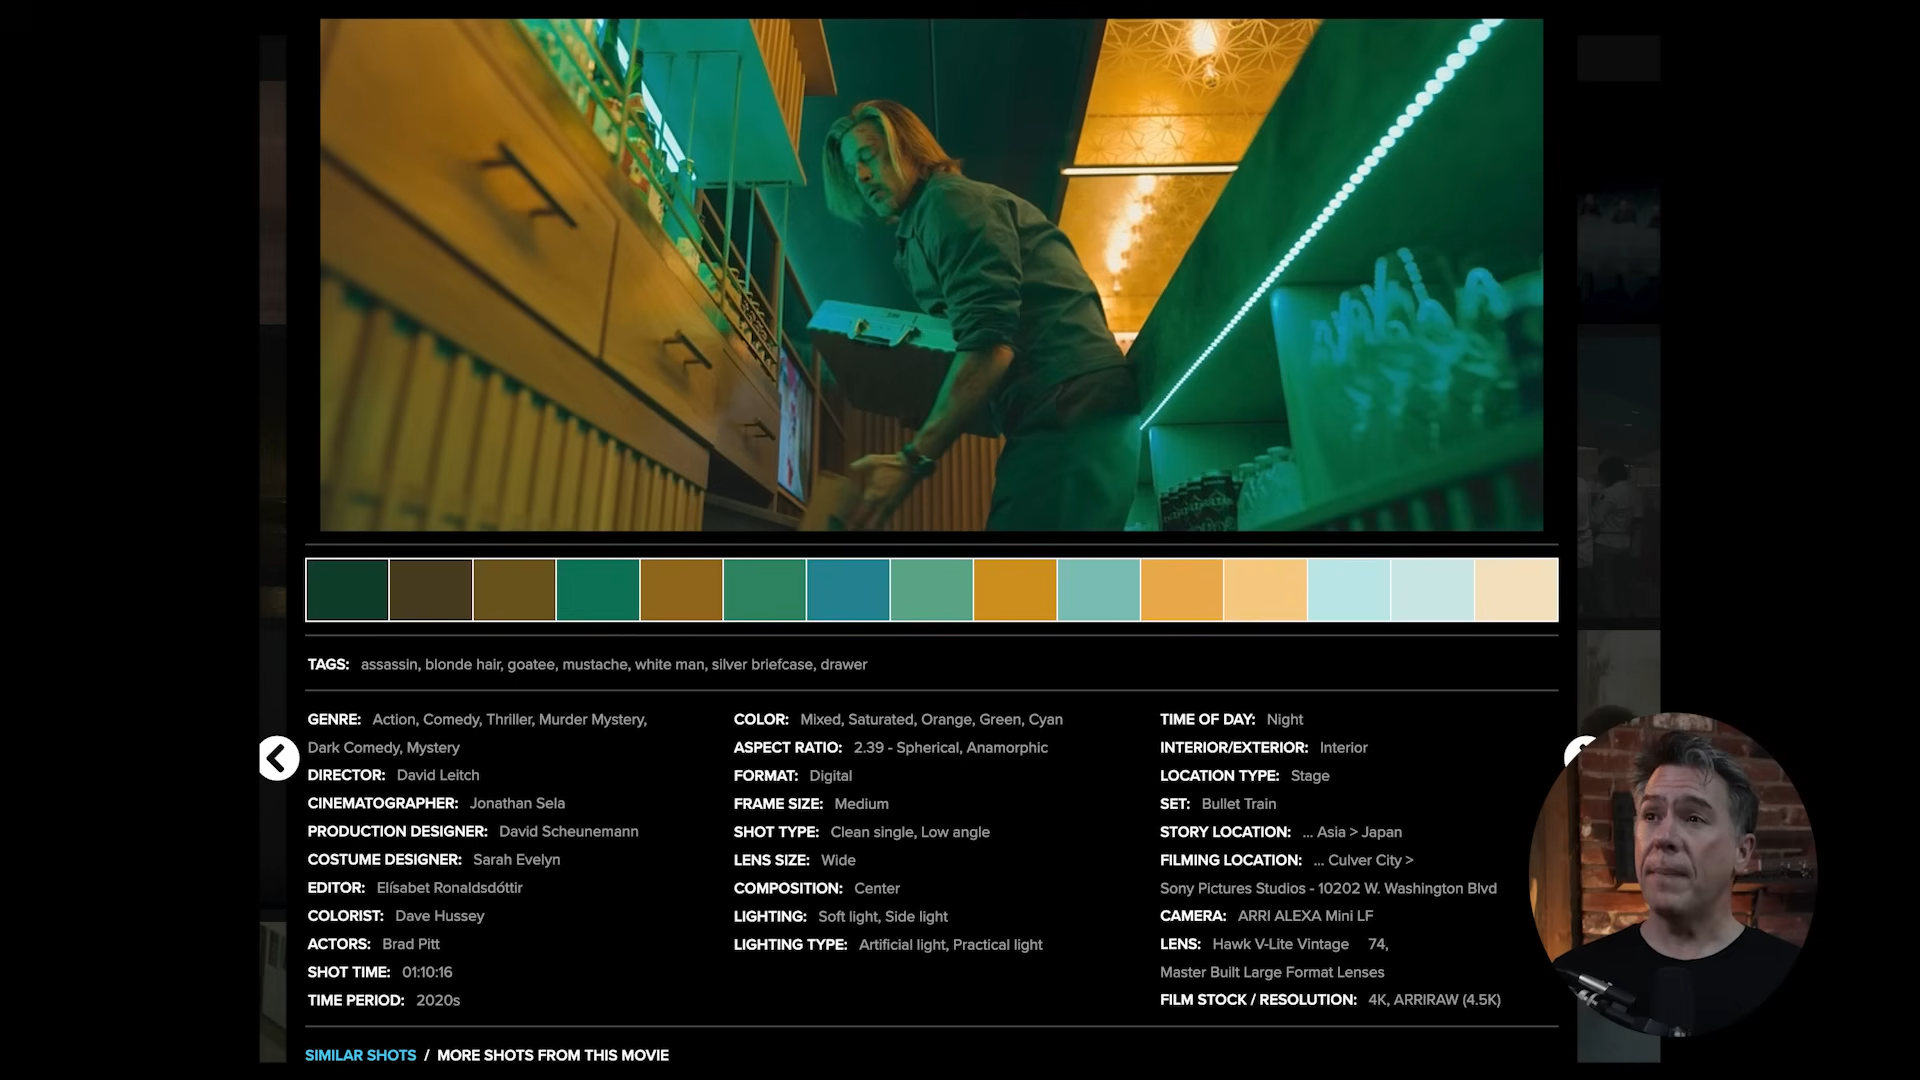 TAGS: assassin, blonde hair, goatee, mustache, white man, silver briefcase, drawer
GENRE: Action, Comedy, Thriller, Murder Mystery,
Dark Comedy, Mystery
DIRECTOR: David Leitch
CINEMATOGRAPHER: Jonathan Sela
PRODUCTION DESIGNER: David Scheunemann
COSTUME DESIGNER: Sarah Evelyn
EDITOR: Elísabet Ronaldsdóttir
COLORIST: Dave Hussey
ACTORS: Brad Pitt
SHOT TIME: 01:10:16
TIME PERIOD: 2020s
COLOR: Mixed, Saturated, Orange, Green, Cyan
ASPECT RATIO: 2.39 - Spherical, Anamorphic
FORMAT: Digital
FRAME SIZE: Medium
SHOT TYPE: Clean single, Low angle
LENS SIZE: Wide
COMPOSITION: Center
LIGHTING: Soft light, Side light
LIGHTING TYPE: Artificial light, Practical light
TIME OF DAY: Night
INTERIOR/EXTERIOR: Interior
LOCATION TYPE: Stage
SET: Bullet Train
STORY LOCATION: ... Asia > Japan
FILMING LOCATION: ... Culver City >
Sony Pictures Studios - 10202 W. Washington Blvd
CAMERA: ARRI ALEXA Mini LF
LENS: Hawk V-Lite Vintage 74,
Master Built Large Format Lenses
FILM STOCK / RESOLUTION: 4K, ARRIRAW (4.5K)
SIMILAR SHOTS / MORE SHOTS FROM THIS MOVIE